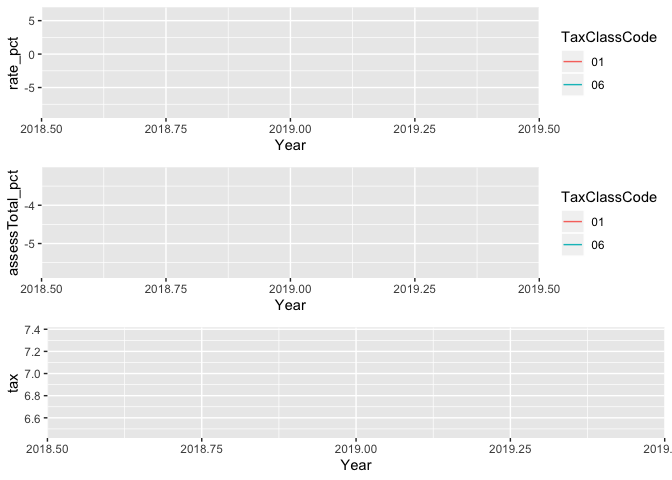 5
0
-5
rate_pct
2018.50 2018.75 2019.00 2019.25 2019.50
Year
TaxClassCode
01
06
-4
-5
assessTotal_pct
2018.50 2018.75 2019.00 2019.25 2019.50
Year
TaxClassCode
01
06
7.4
7.2
7.0
6.8
6.6
tax
2018.50 2018.75 2019.00 2019.25 2019.
Year